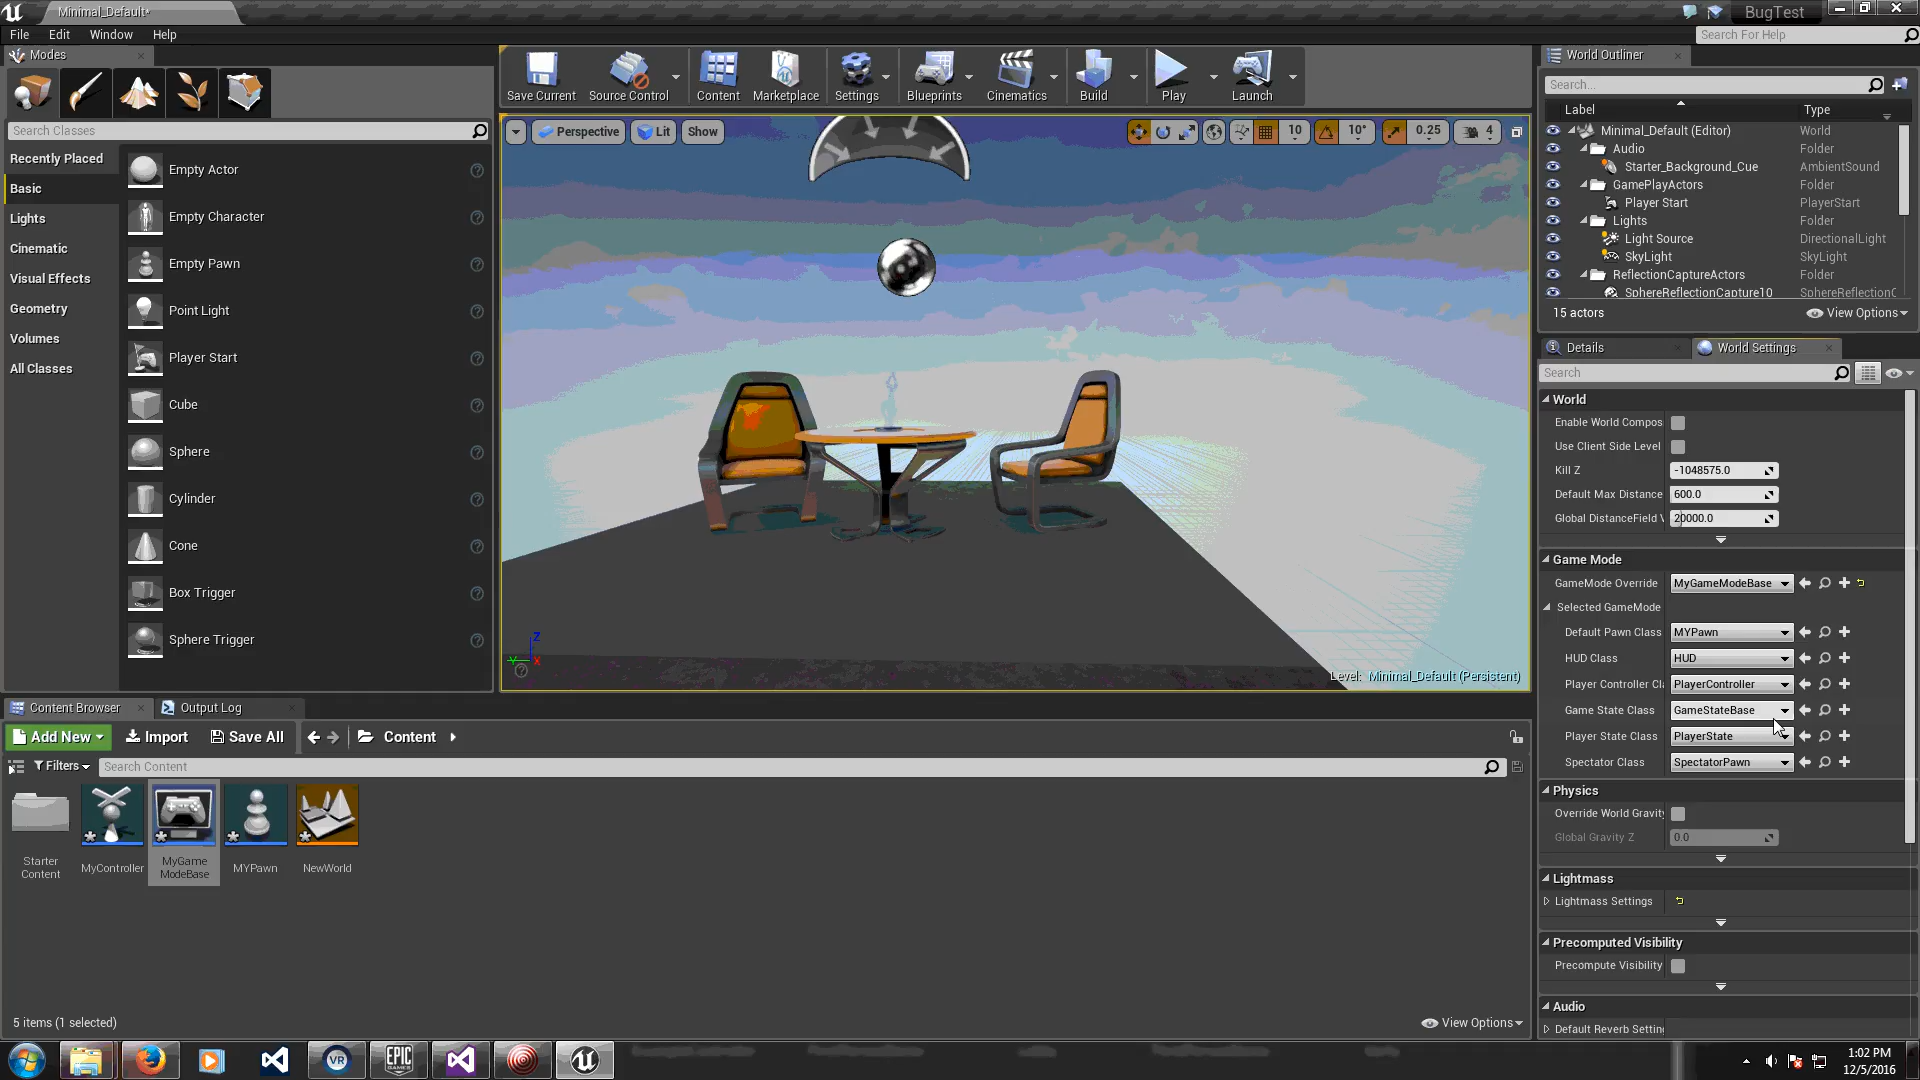 Minimal_Default*
BugTest
File Edit Window Help
Search For Help
Modes
Search Classes
Recently Placed
Basic
Lights
Cinematic
Visual Effects
Geometry
Volumes
All Classes
Empty Actor
Empty Character
Empty Pawn
Point Light
Player Start
Cube
Sphere
Cylinder
Cone
Box Trigger
Sphere Trigger
Save Current Source Control Content Marketplace Settings Blueprints Cinematics Build Play Launch
Perspective Lit Show 10 10° 0.25 4
Z
Y X
Level: Minimal_Default (Persistent)
World Outliner
Search...
Label Type
Minimal_Default (Editor) World
Audio Folder
Starter_Background_Cue AmbientSound
GamePlayActors Folder
Player Start PlayerStart
Lights Folder
Light Source DirectionalLight
SkyLight SkyLight
ReflectionCaptureActors Folder
SphereReflectionCapture10 SphereReflectionC
15 actors View Options
Details World Settings
Search
World
Enable World Compos
Use Client Side Level
Kill Z -1048575.0
Default Max Distance 600.0
Global DistanceField V 20000.0
Game Mode
GameMode Override MyGameModeBase
Selected GameMode
Default Pawn Class MYPawn
HUD Class HUD
Player Controller Cl PlayerController
Game State Class GameStateBase
Player State Class PlayerState
Spectator Class SpectatorPawn
Physics
Override World Gravity
Global Gravity Z 0.0
Lightmass
Lightmass Settings
Precomputed Visibility
Precompute Visibility
Audio
Default Reverb Setting
Content Browser Output Log
Add New Import Save All Content
Filters Search Content
Starter Content
MyController
MyGame ModeBase
MYPawn
NewWorld
5 items (1 selected) View Options
VR
EPIC GAMES
1:02 PM
12/5/2016